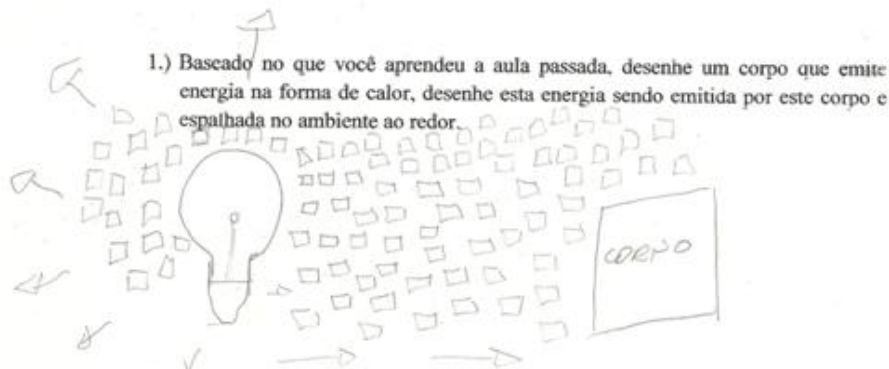 1.) Baseado no que você aprendeu a aula passada, desenhe um corpo que emite
energia na forma de calor, desenhe esta energia sendo emitida por este corpo e
espalhada no ambiente ao redor.
CORPO